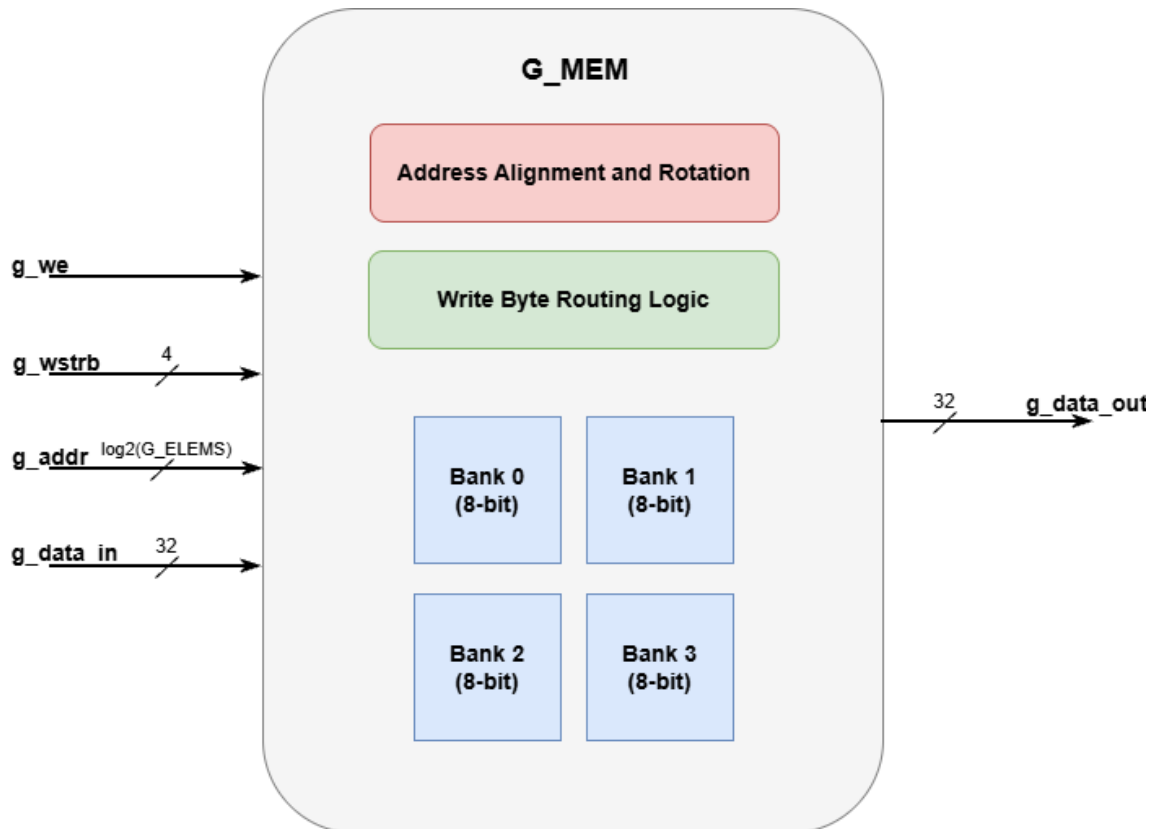 G_MEM
Address Alignment and Rotation
Write Byte Routing Logic
g_we
g_wstrb
4
g_addr
log2(G_ELEMS)
g_data_in
32
Bank 0
(8-bit)
Bank 1
(8-bit)
Bank 2
(8-bit)
Bank 3
(8-bit)
32
g_data_out